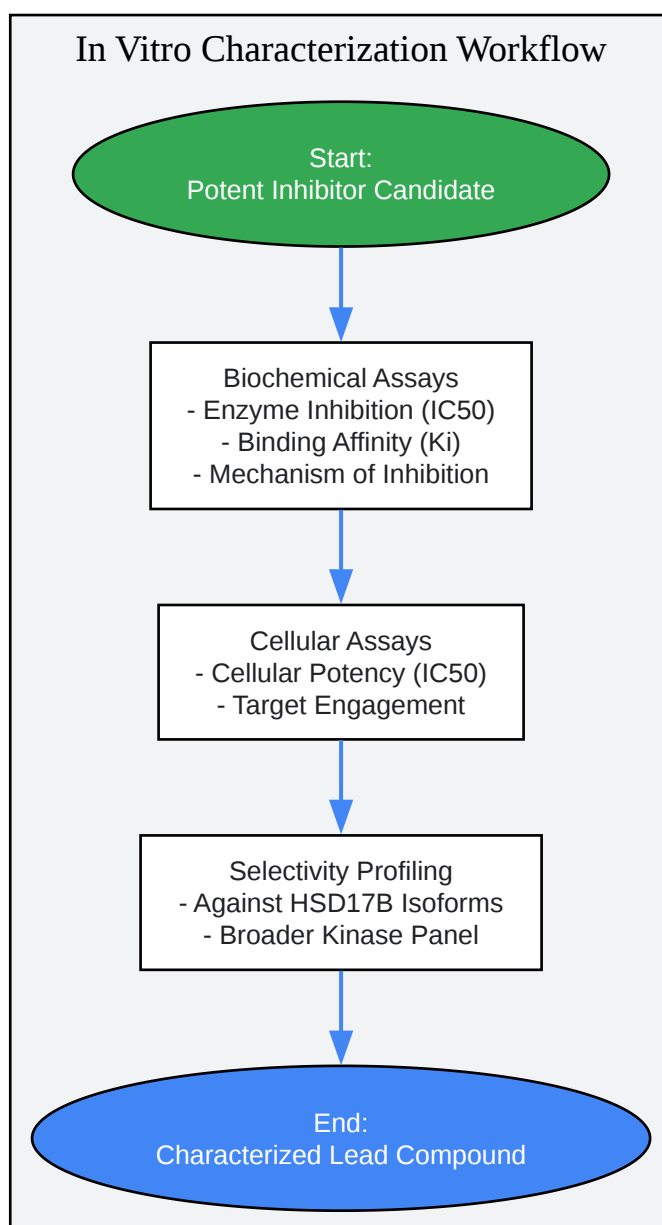 In Vitro Characterization Workflow
Start:
Potent Inhibitor Candidate
Biochemical Assays
- Enzyme Inhibition (IC50)
- Binding Affinity (Ki)
- Mechanism of Inhibition
Cellular Assays
- Cellular Potency (IC50)
- Target Engagement
Selectivity Profiling
- Against HSD17B Isoforms
- Broader Kinase Panel
End:
Characterized Lead Compound